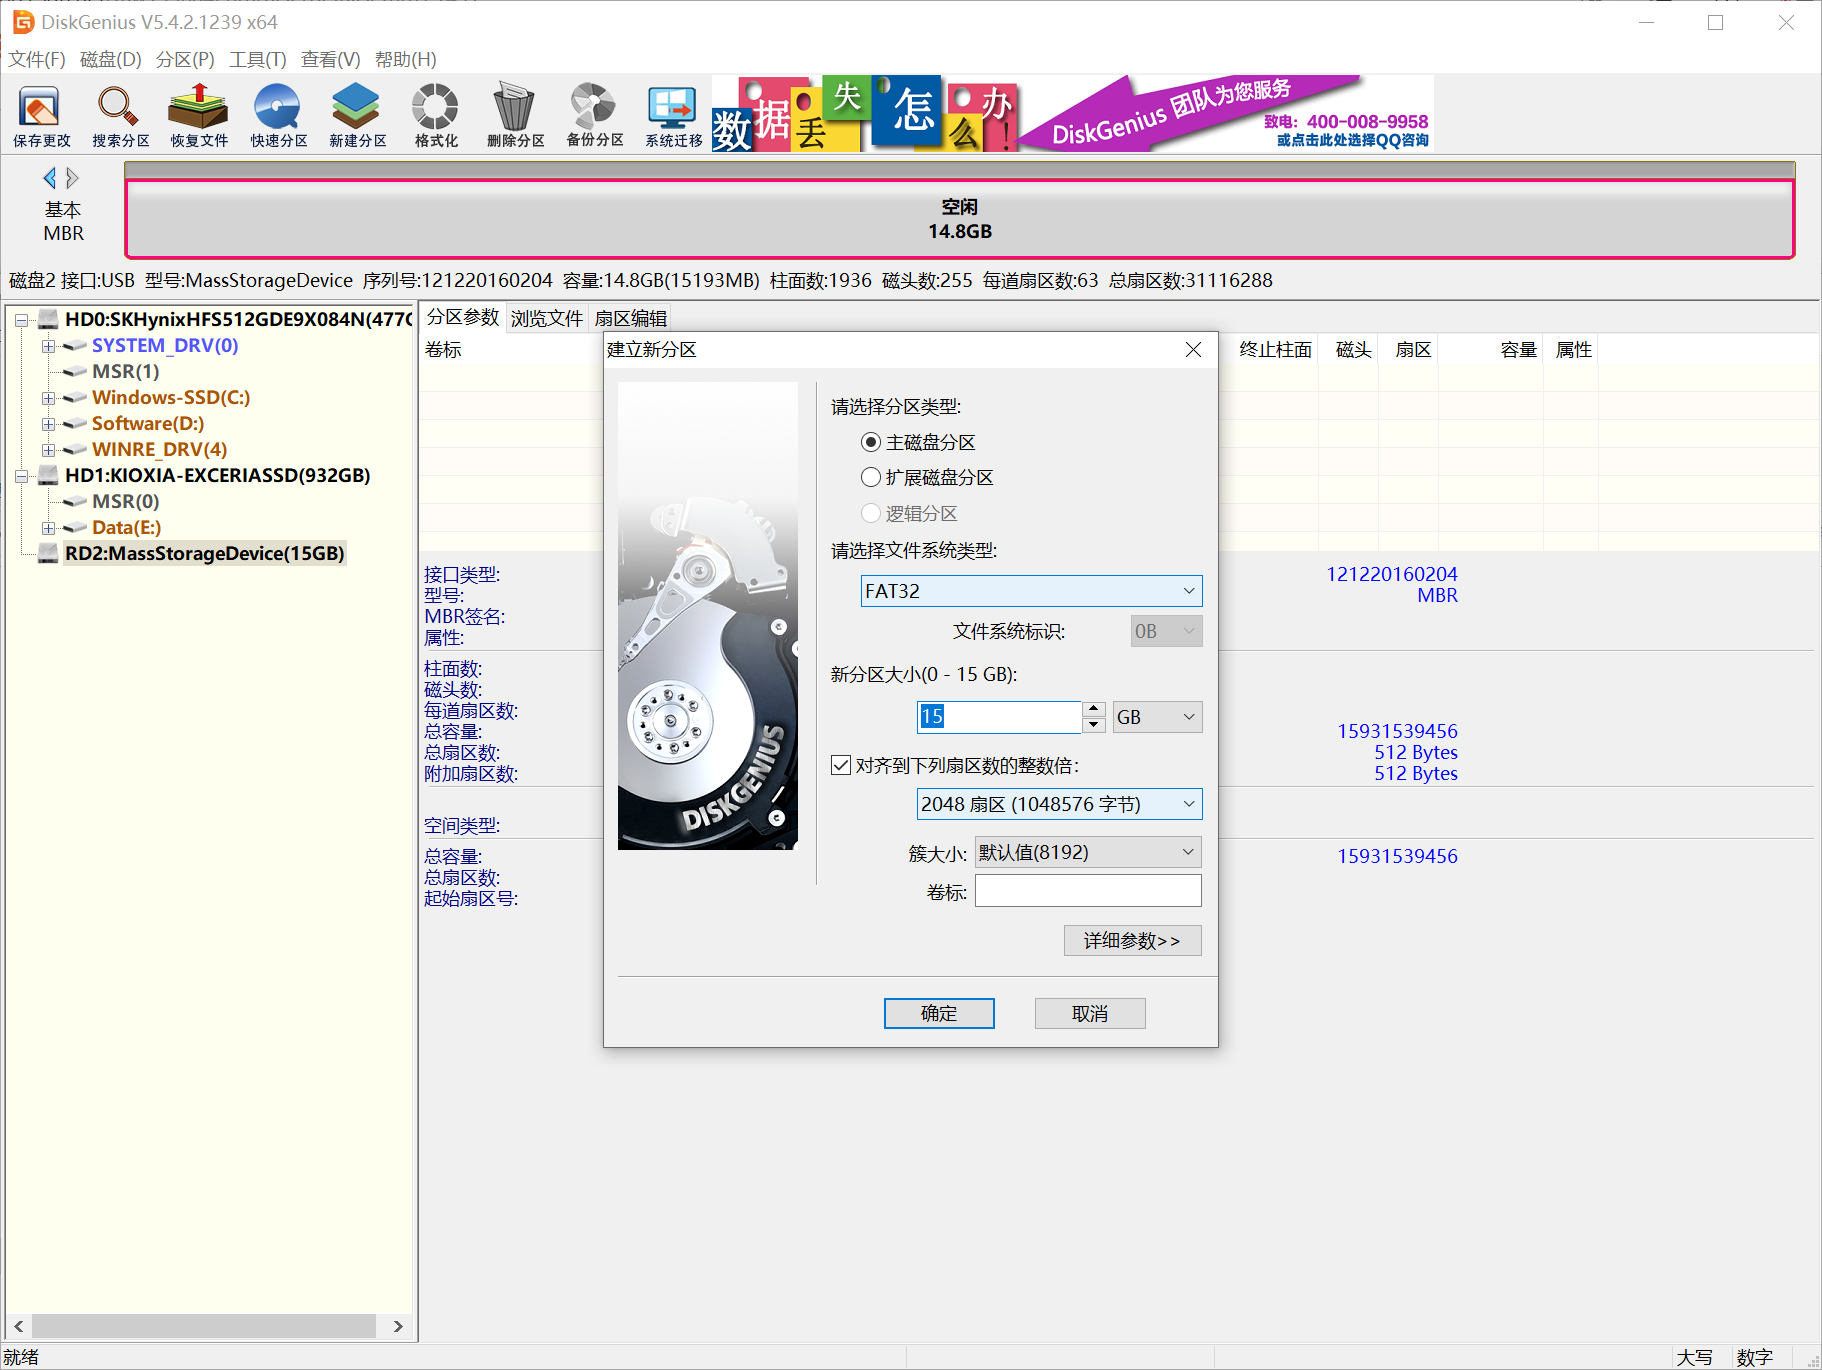 DiskGenius V5.4.2.1239 x64
文件(F) 磁盘(D) 分区(P) 工具(T) 查看(V) 帮助(H)
保存更改 搜索分区 恢复文件 快速分区 新建分区 格式化 删除分区 备份分区 系统迁移
数据丢失怎么办!
DiskGenius 团队为您服务
致电: 400-008-9958
或点击此处选择QQ咨询
基本
MBR
空闲
14.8GB
磁盘2 接口:USB 型号:MassStorageDevice 序列号:121220160204 容量:14.8GB(15193MB) 柱面数:1936 磁头数:255 每道扇区数:63 总扇区数:31116288
HD0:SKHynixHFS512GDE9X084N(477G
SYSTEM_DRV(0)
MSR(1)
Windows-SSD(C:)
Software(D:)
WINRE_DRV(4)
HD1:KIOXIA-EXCERIASSD(932GB)
MSR(0)
Data(E:)
RD2:MassStorageDevice(15GB)
分区参数 浏览文件 扇区编辑
卷标 终止柱面 磁头 扇区 容量 属性
接口类型:
型号:
MBR签名:
属性:
121220160204
MBR
柱面数:
磁头数:
每道扇区数:
总容量:
总扇区数:
附加扇区数:
15931539456
512 Bytes
512 Bytes
空间类型:
总容量:
总扇区数:
起始扇区号:
15931539456
建立新分区
DISKGENIUS
请选择分区类型:
主磁盘分区
扩展磁盘分区
逻辑分区
请选择文件系统类型:
FAT32
文件系统标识: 0B
新分区大小(0 - 15 GB):
15 GB
对齐到下列扇区数的整数倍:
2048 扇区 (1048576 字节)
簇大小: 默认值(8192)
卷标:
详细参数>>
确定 取消
就绪
大写 数字